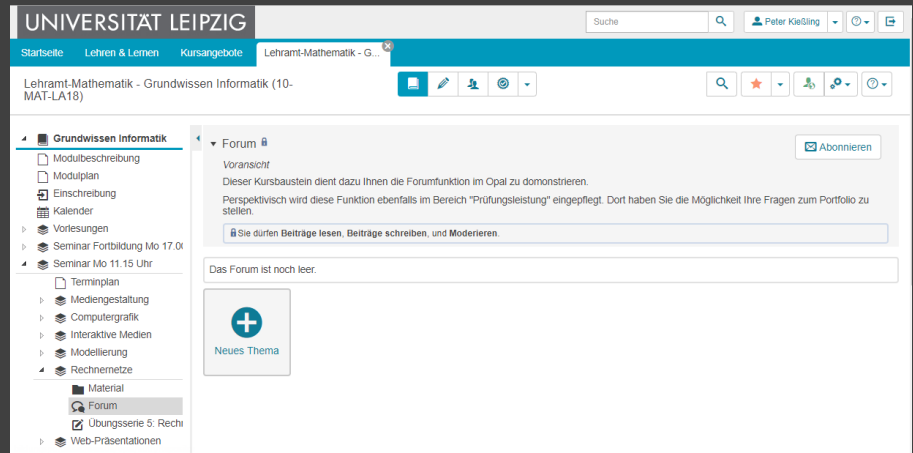 UNIVERSITÄT LEIPZIG
Suche
Peter Kießling
Startseite
Lehren & Lernen
Kursangebote
Lehramt-Mathematik - G...
Lehramt-Mathematik - Grundwissen Informatik (10-
MAT-LA18)
Grundwissen Informatik
Modulbeschreibung
Modulplan
Einschreibung
Kalender
Vorlesungen
Seminar Fortbildung Mo 17.00
Seminar Mo 11.15 Uhr
Terminplan
Mediengestaltung
Computergrafik
Interaktive Medien
Modellierung
Rechnernetze
Material
Forum
Übungsserie 5: Rechn
Web-Präsentationen
Forum
Abonnieren
Voransicht
Dieser Kursbaustein dient dazu Ihnen die Forumfunktion im Opal zu domonstrieren.
Perspektivisch wird diese Funktion ebenfalls im Bereich "Prüfungsleistung" eingepflegt. Dort haben Sie die Möglichkeit Ihre Fragen zum Portfolio zu
stellen.
Sie dürfen Beiträge lesen, Beiträge schreiben, und Moderieren.
Das Forum ist noch leer.
Neues Thema